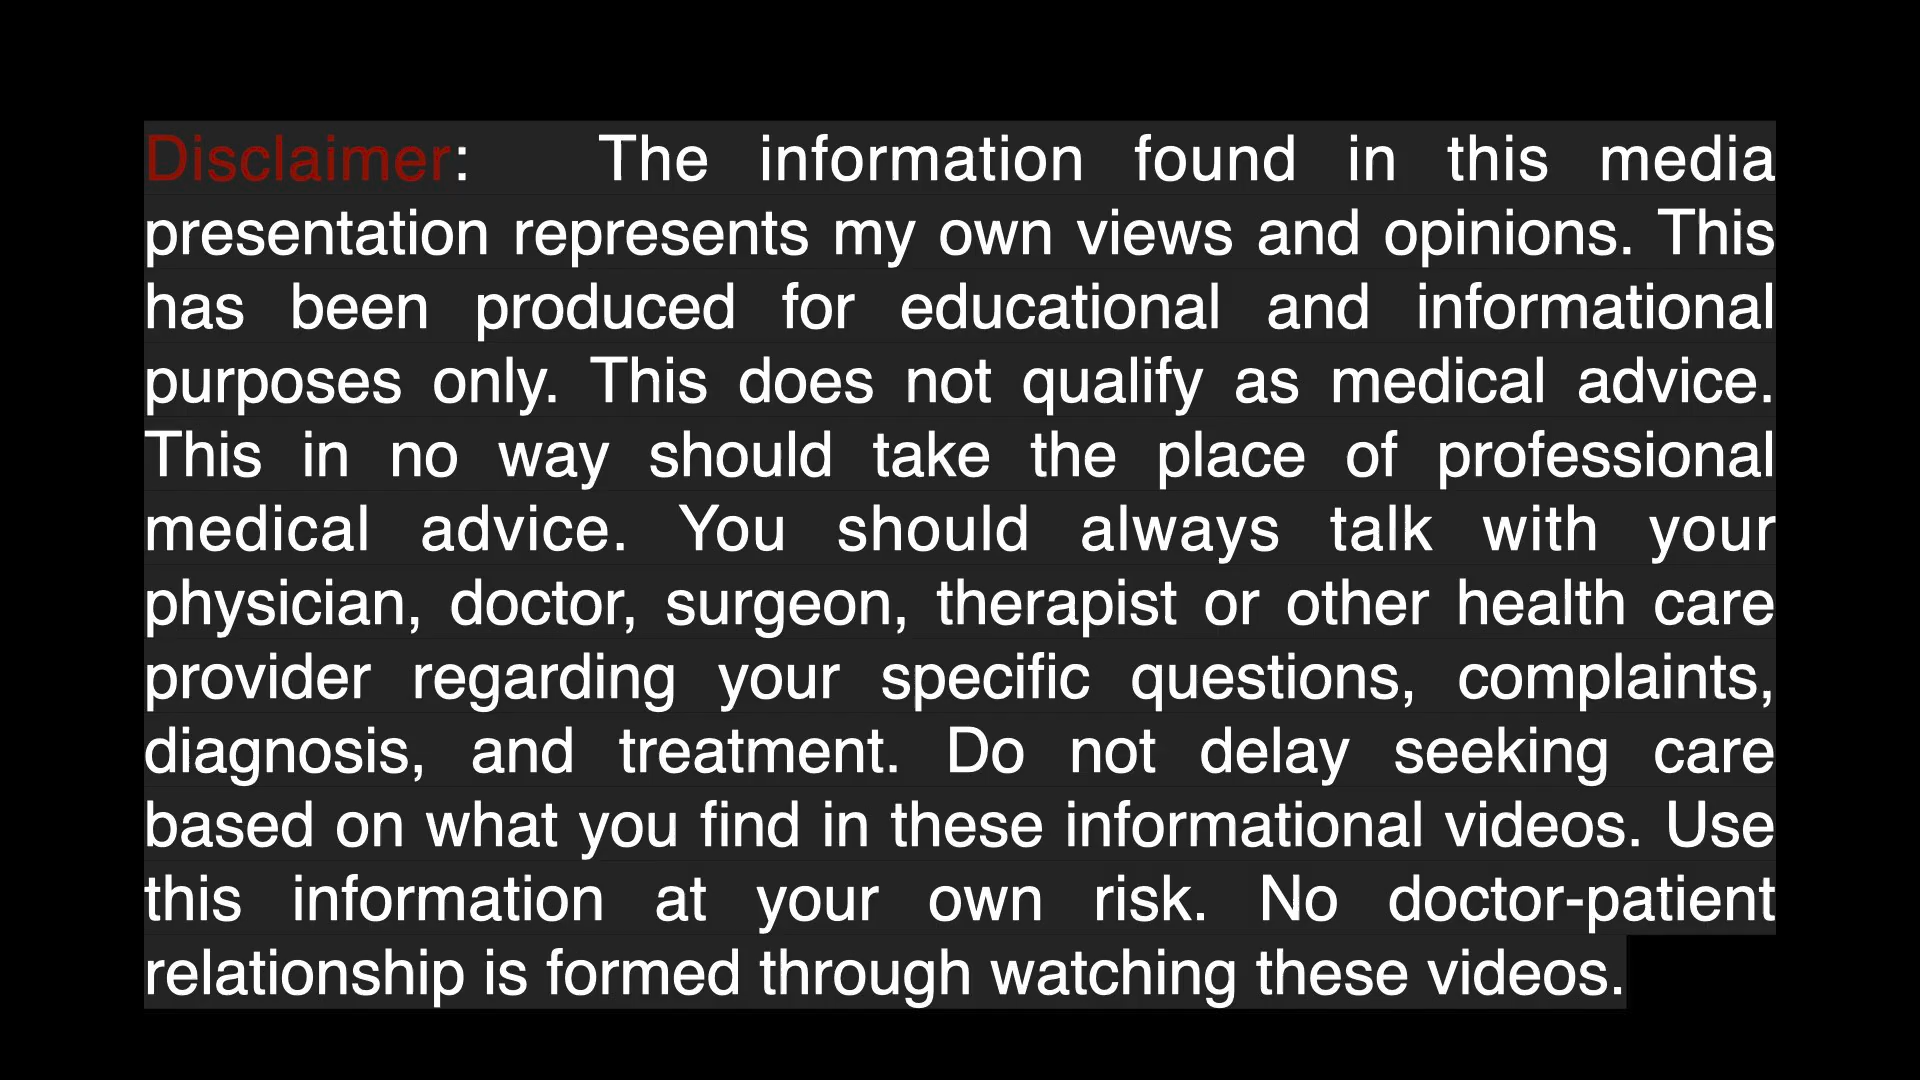 Disclaimer: The information found in this media
presentation represents my own views and opinions. This
has been produced for educational and informational
purposes only. This does not qualify as medical advice.
This in no way should take the place of professional
medical advice. You should always talk with your
physician, doctor, surgeon, therapist or other health care
provider regarding your specific questions, complaints,
diagnosis, and treatment. Do not delay seeking care
based on what you find in these informational videos. Use
this information at your own risk. No doctor-patient
relationship is formed through watching these videos.